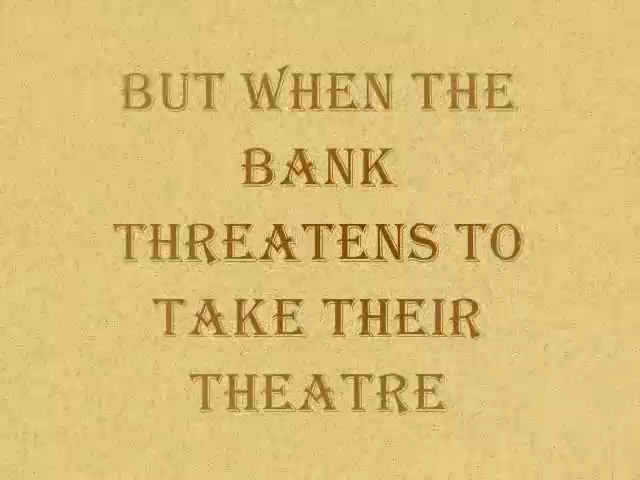 BUT WHEN THE
BANK
THREATENS TO
TAKE THEIR
THEATRE